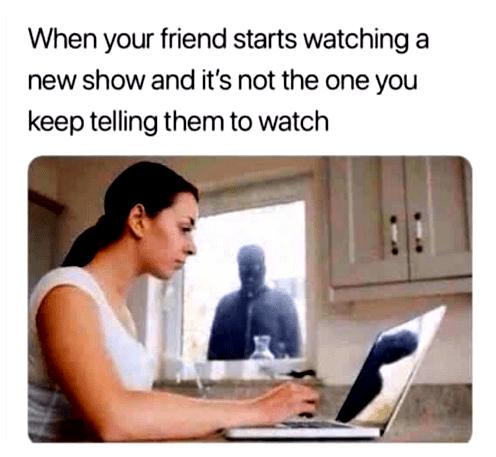 When your friend starts watching a
new show and it's not the one you
keep telling them to watch